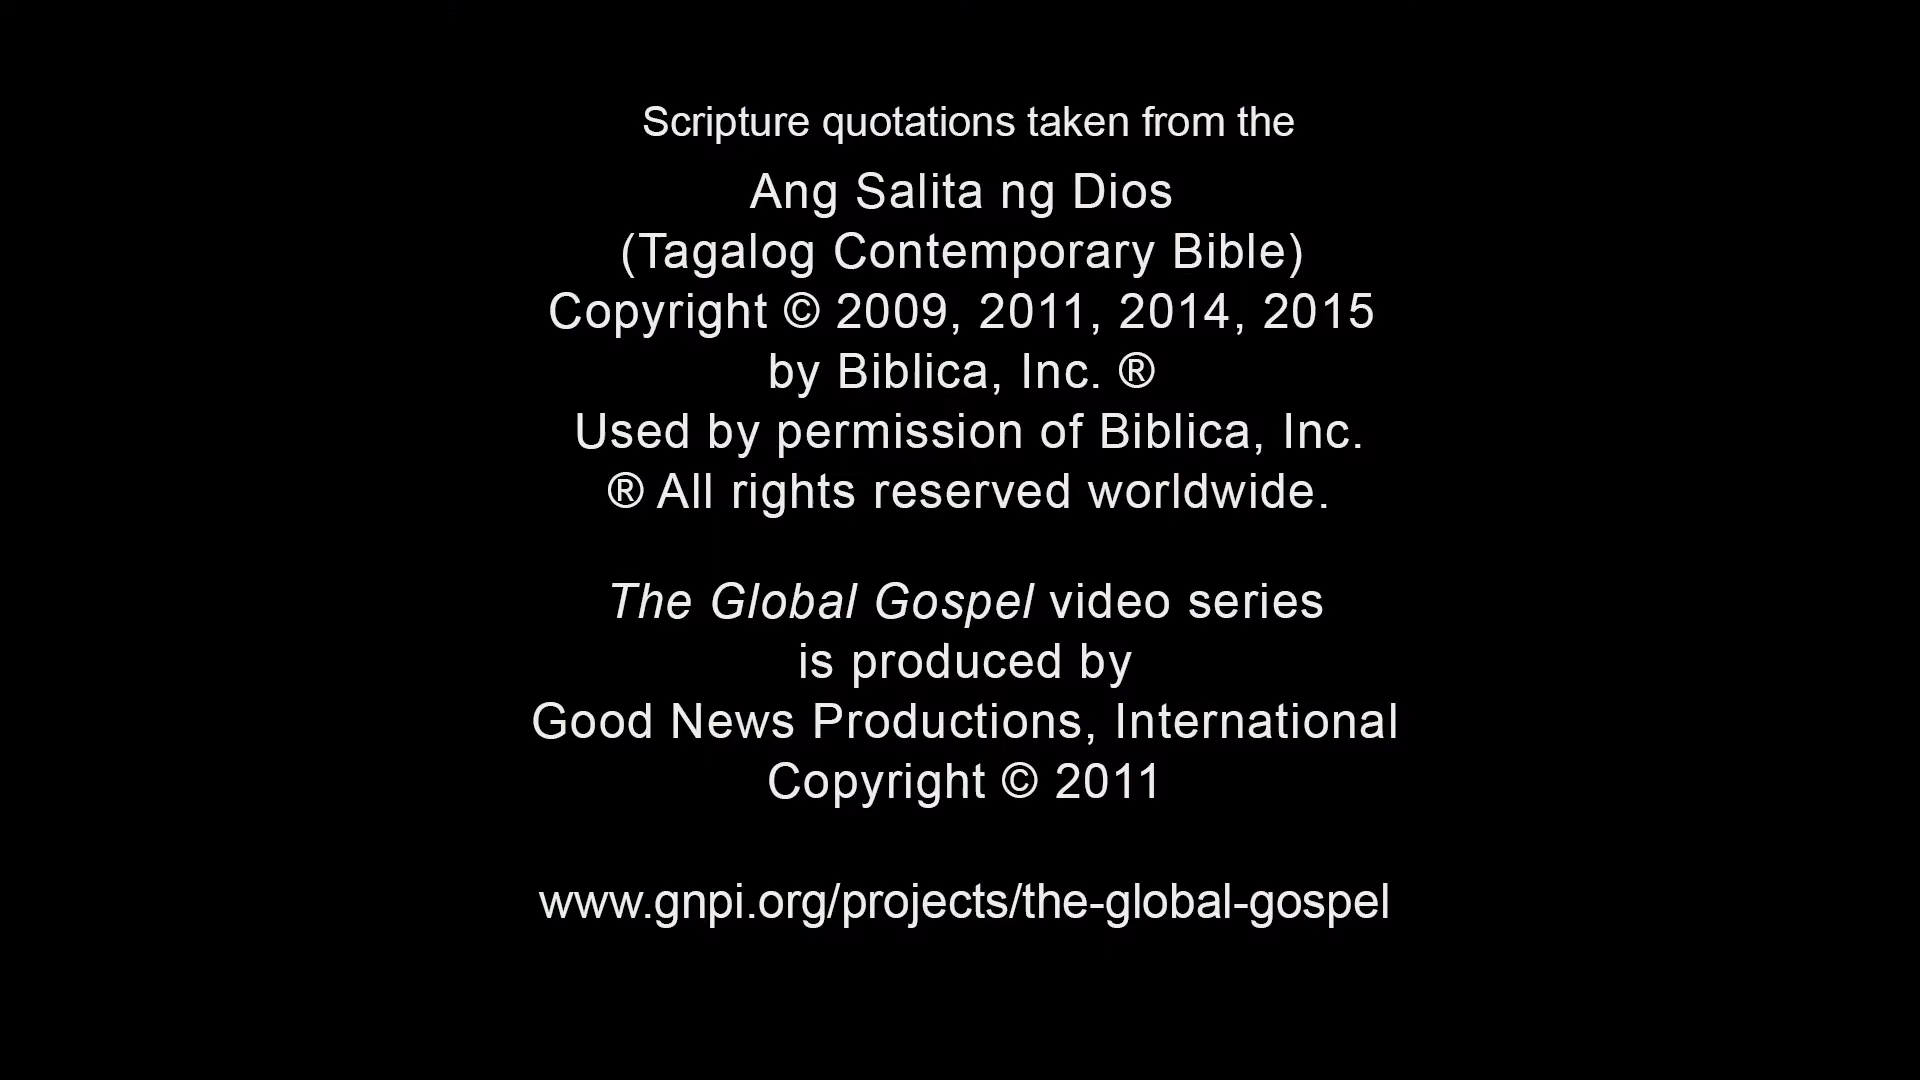 Scripture quotations taken from the
Ang Salita ng Dios
(Tagalog Contemporary Bible)
Copyright © 2009, 2011, 2014, 2015
by Biblica, Inc. ®
Used by permission of Biblica, Inc.
® All rights reserved worldwide.
The Global Gospel video series
is produced by
Good News Productions, International
Copyright © 2011
www.gnpi.org/projects/the-global-gospel